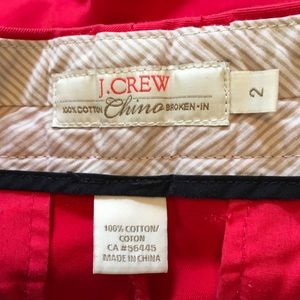 J.CREW
100% COTTON Chino BROKEN-IN
2
100% COTTON/
COTON
CA #56445
MADE IN CHINA